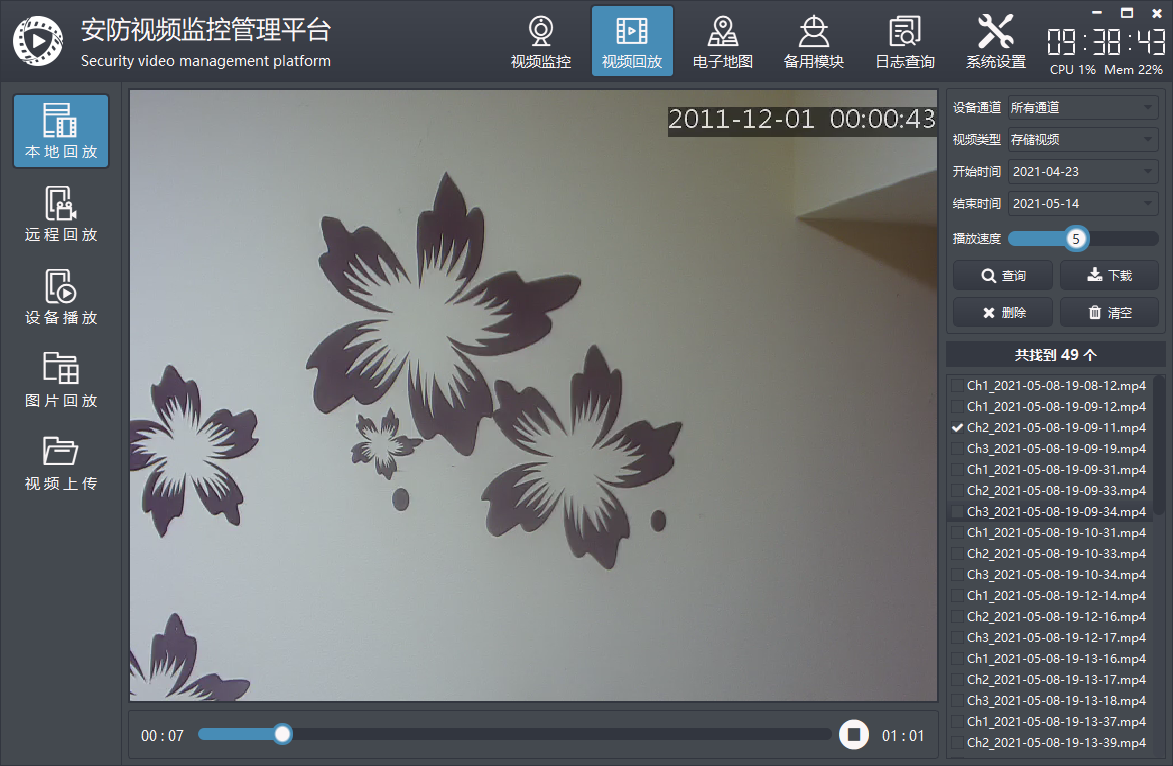 安防视频监控管理平台
Security video management platform
视频监控
视频回放
电子地图
备用模块
日志查询
系统设置
09:38:43
CPU 1% Mem 22%
本地回放
远程回放
设备播放
图片回放
视频上传
2011-12-01 00:00:43
00 : 07
01 : 01
设备通道 所有通道
视频类型 存储视频
开始时间 2021-04-23
结束时间 2021-05-14
播放速度 5
查询 下载
删除 清空
共找到 49 个
Ch1_2021-05-08-19-08-12.mp4
Ch1_2021-05-08-19-09-12.mp4
Ch2_2021-05-08-19-09-11.mp4
Ch3_2021-05-08-19-09-19.mp4
Ch1_2021-05-08-19-09-31.mp4
Ch2_2021-05-08-19-09-33.mp4
Ch3_2021-05-08-19-09-34.mp4
Ch1_2021-05-08-19-10-31.mp4
Ch2_2021-05-08-19-10-33.mp4
Ch3_2021-05-08-19-10-34.mp4
Ch1_2021-05-08-19-12-14.mp4
Ch2_2021-05-08-19-12-16.mp4
Ch3_2021-05-08-19-12-17.mp4
Ch1_2021-05-08-19-13-16.mp4
Ch2_2021-05-08-19-13-17.mp4
Ch3_2021-05-08-19-13-18.mp4
Ch1_2021-05-08-19-13-37.mp4
Ch2_2021-05-08-19-13-39.mp4